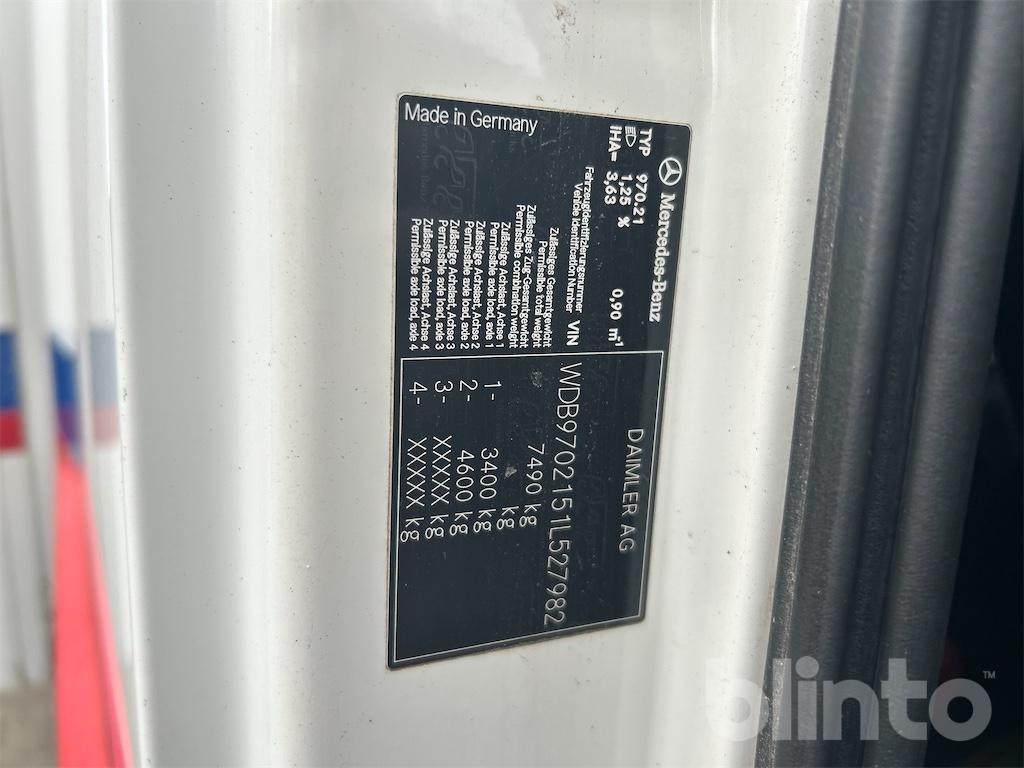 Mercedes-Benz
TYP 970.21
1,25 % 0,90 m-1
IHA= 3,63
DAIMLER AG
Fahrzeugidentifizierungsnummer
Vehicle Identification Number VIN WDB9702151L527982
Zulässiges Gesamtgewicht
Permissible total weight 7490 kg
Zulässiges Zug-Gesamtgewicht
Permissible combination weight kg
Zulässige Achslast, Achse 1
Permissible axle load, axle 1 1- 3400 kg
Zulässige Achslast, Achse 2
Permissible axle load, axle 2 2- 4600 kg
Zulässige Achslast, Achse 3
Permissible axle load, axle 3 3- XXXXX kg
Zulässige Achslast, Achse 4
Permissible axle load, axle 4 4- XXXXX kg
Made in Germany
blinto™